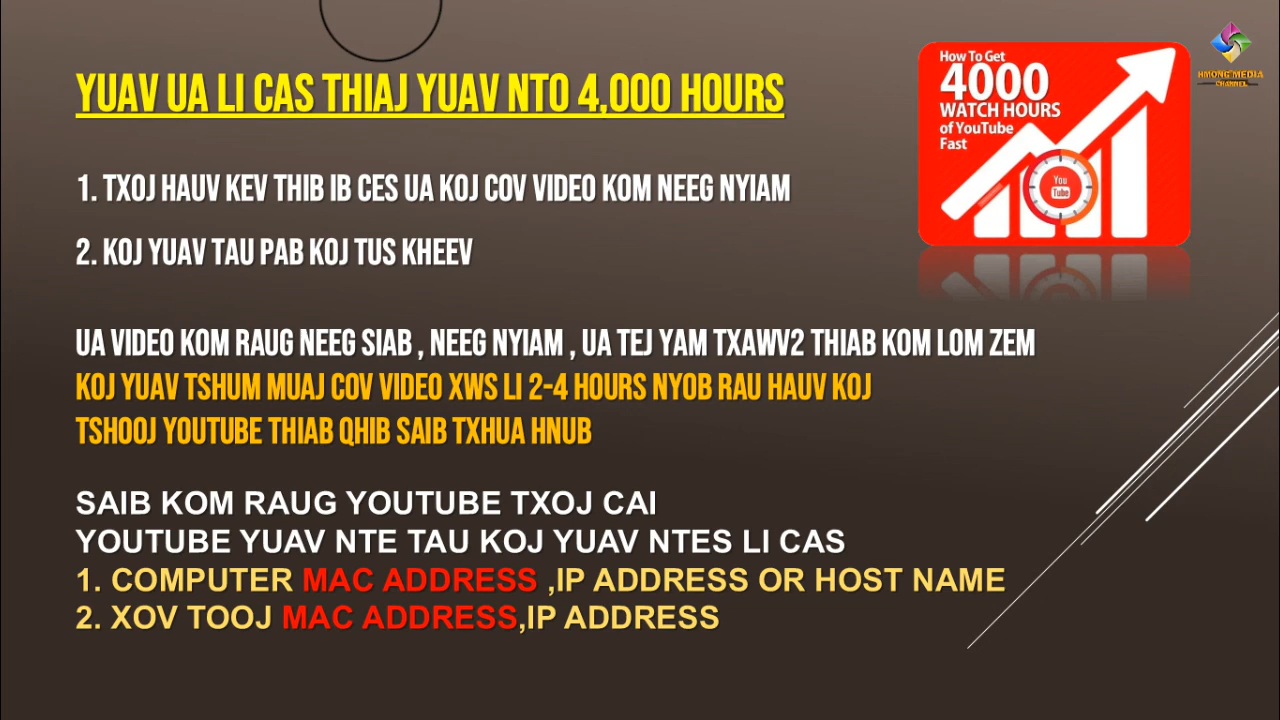 YUAV UA LI CAS THIAJ YUAV NTO 4,000 HOURS
1. TXOJ HAUV KEV THIB IB CES UA KOJ COV VIDEO KOM NEEG NYIAM
2. KOJ YUAV TAU PAB KOJ TUS KHEEV
UA VIDEO KOM RAUG NEEG SIAB , NEEG NYIAM , UA TEJ YAM TXAWV2 THIAB KOM LOM ZEM
KOJ YUAV TSHUM MUAJ COV VIDEO XWS LI 2-4 HOURS NYOB RAU HAUV KOJ
TSHOOJ YOUTUBE THIAB QHIB SAIB TXHUA HNUB
SAIB KOM RAUG YOUTUBE TXOJ CAI
YOUTUBE YUAV NTE TAU KOJ YUAV NTES LI CAS
1. COMPUTER MAC ADDRESS ,IP ADDRESS OR HOST NAME
2. XOV TOOJ MAC ADDRESS,IP ADDRESS
How To Get
4000
WATCH HOURS
of YouTube
Fast
You
Tube
HMONG MEDIA
CHANNEL